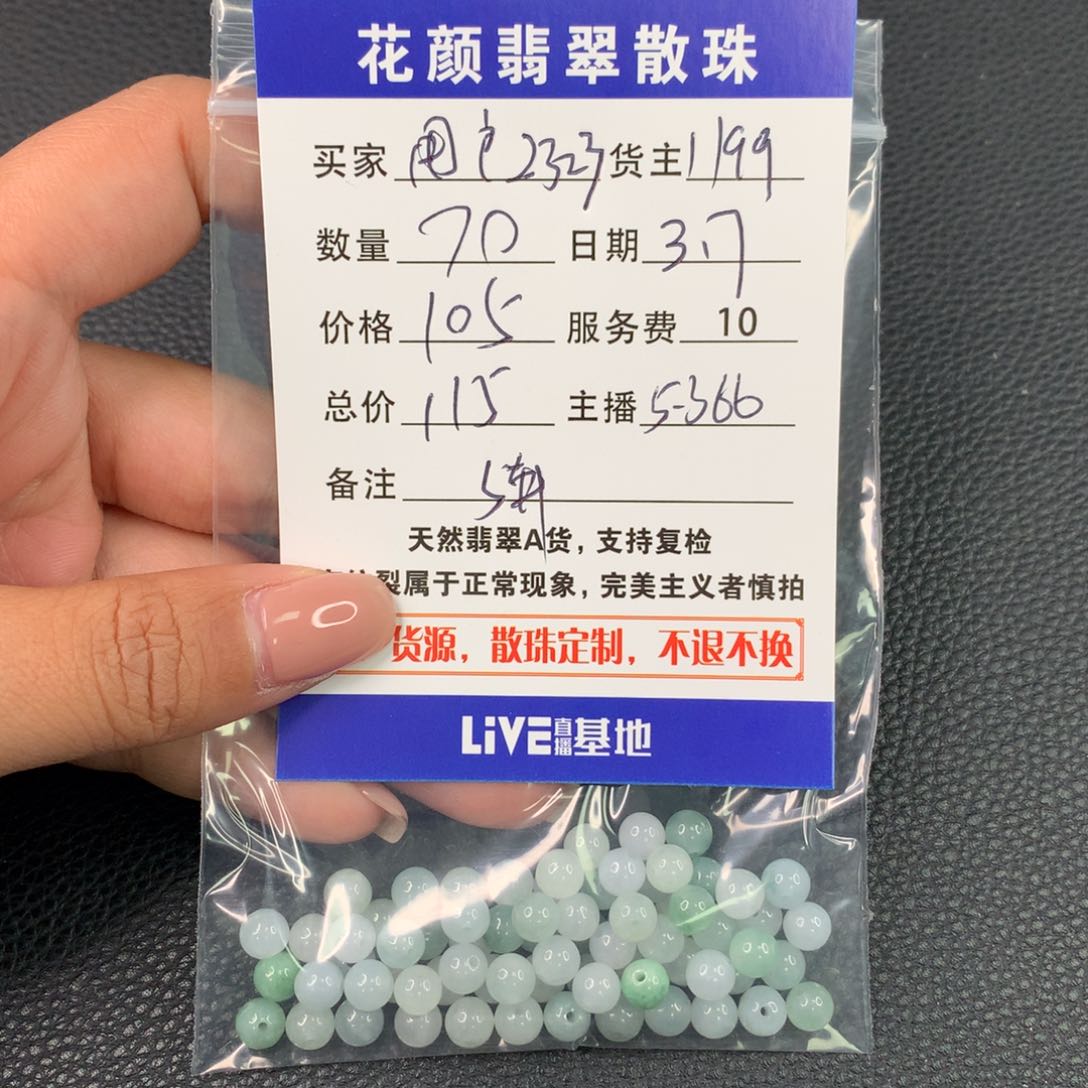 花颜翡翠散珠
买家 用户2323 货主 1199
数量 70 日期 3.7
价格 105 服务费 10
总价 115 主播 5-366
备注
天然翡翠A货，支持复检
裂属于正常现象，完美主义者慎拍
货源，散珠定制，不退不换
LiVE直播基地